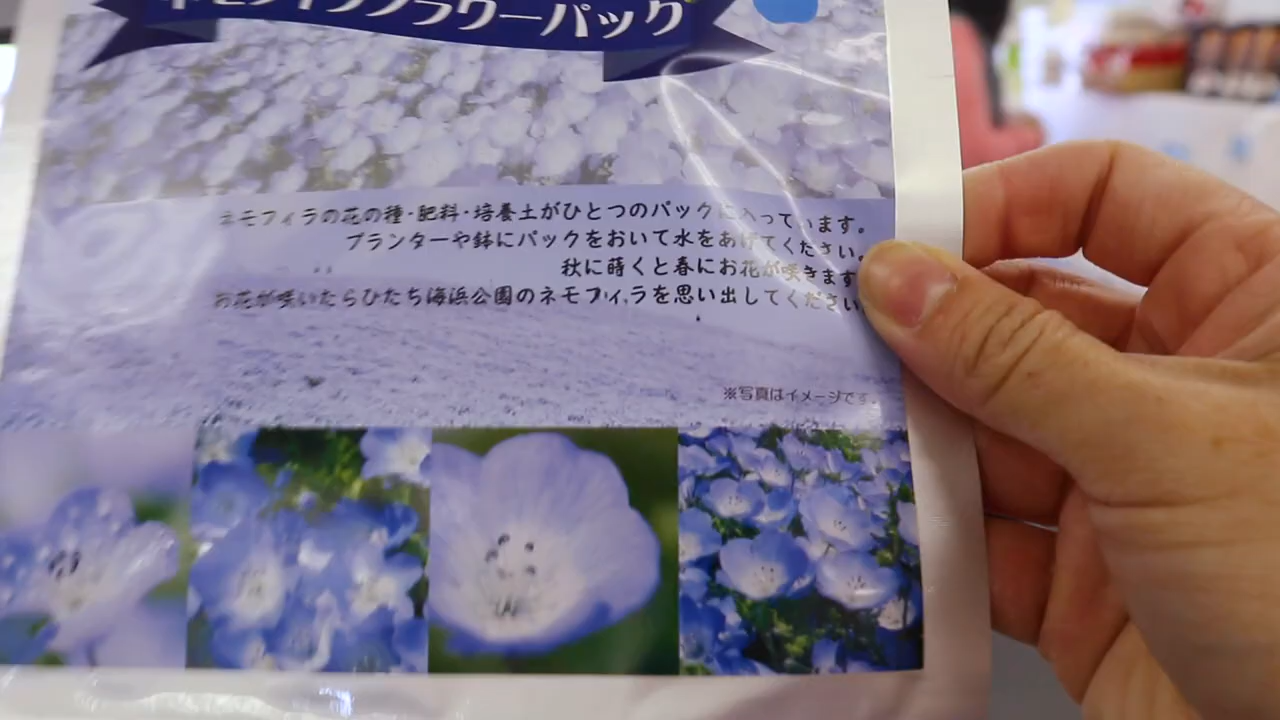 ネモフィラフラワーパック
ネモフィラの花の種・肥料・培養土がひとつのパックに入っています。
プランターや鉢にパックをおいて水をあげてください。
秋に蒔くと春にお花が咲きます
お花が咲いたらひたち海浜公園のネモフィラを思い出してください
※写真はイメージです。